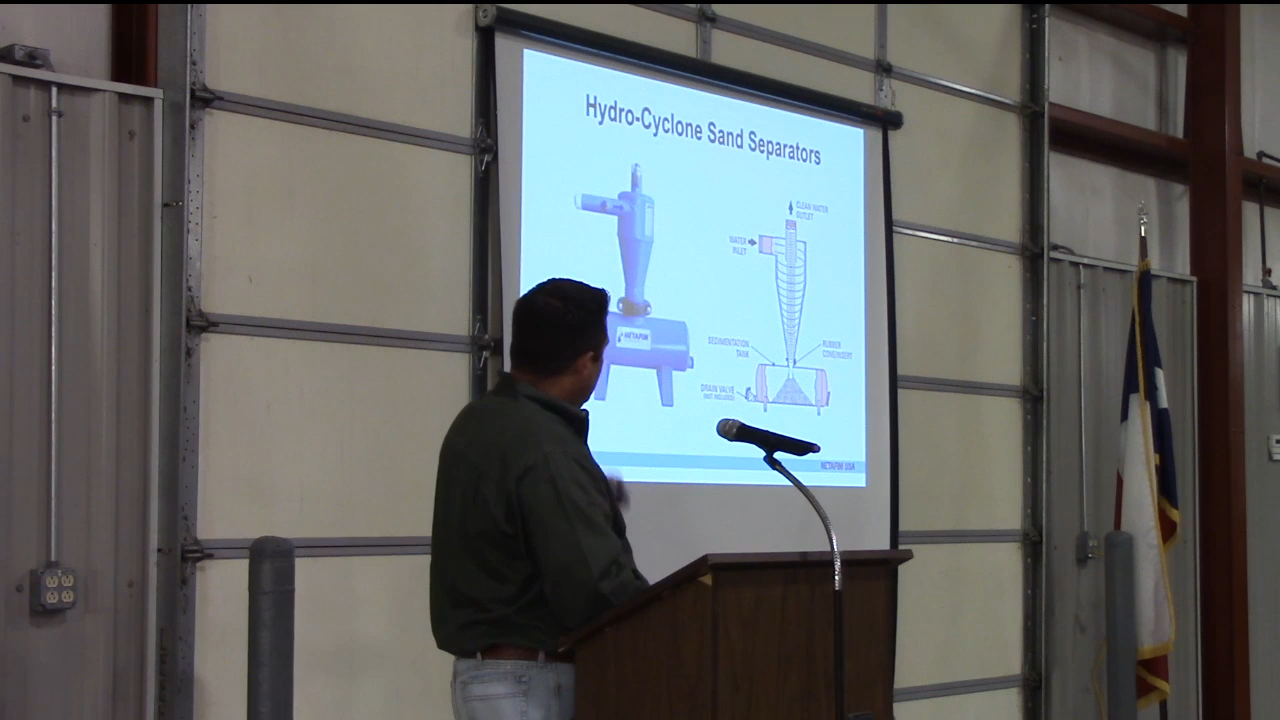 Hydro-Cyclone Sand Separators
CLEAN WATER
OUTLET
WATER
INLET
SEDIMENTATION
TANK
RUBBER
CONE/INSERT
DRAIN VALVE
(NOT INCLUDED)
NETAFIM
NETAFIM USA